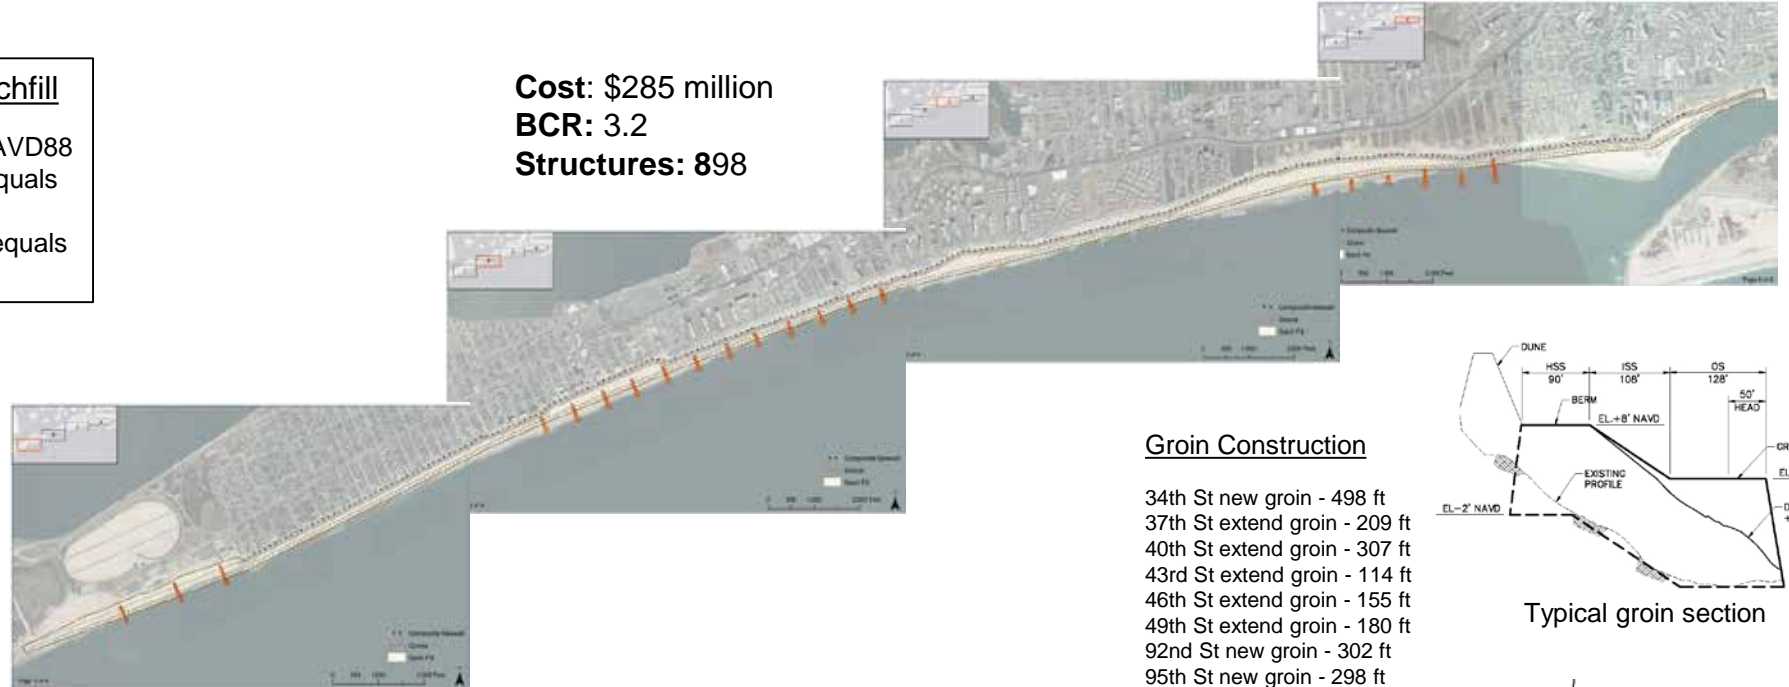 chfill
AVD88
quals
equals
Cost: $285 million
BCR: 3.2
Structures: 898
Groin Construction
34th St new groin - 498 ft
37th St extend groin - 209 ft
40th St extend groin - 307 ft
43rd St extend groin - 114 ft
46th St extend groin - 155 ft
49th St extend groin - 180 ft
92nd St new groin - 302 ft
95th St new groin - 298 ft
DUNE
HSS
90'
ISS
108'
OS
128'
50'
HEAD
BERM
EL.+8' NAVD
EXISTING
PROFILE
EL-2' NAVD
Typical groin section